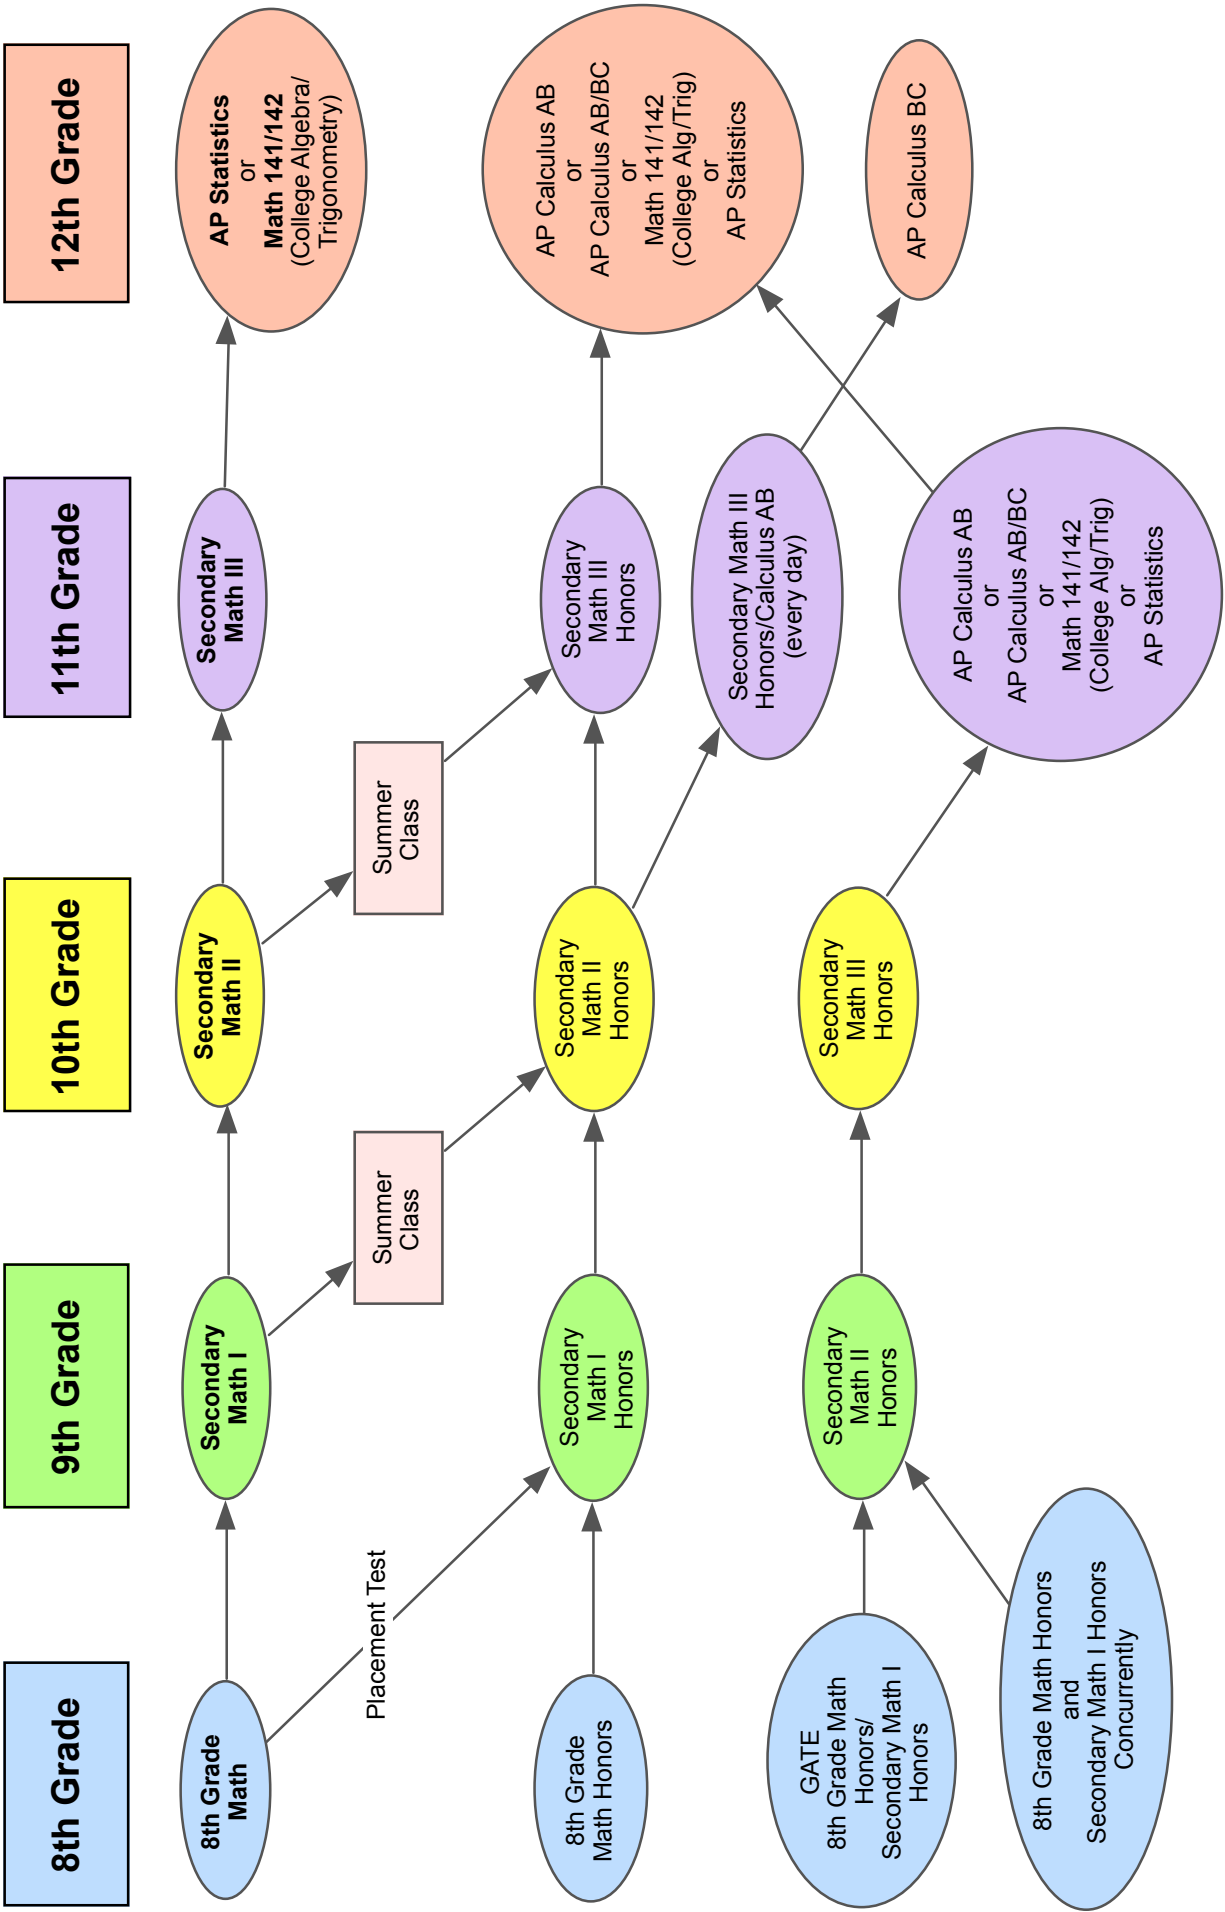 8th Grade
9th Grade
10th Grade
11th Grade
12th Grade
8th Grade
Math
Secondary
Math I
Secondary
Math II
Secondary
Math III
AP Statistics
or
Math 141/142
(College Algebra/
Trigonometry)
Placement Test
Summer
Class
Summer
Class
8th Grade
Math Honors
Secondary
Math I
Honors
Secondary
Math II
Honors
Secondary
Math III
Honors
AP Calculus AB
or
AP Calculus AB/BC
or
Math 141/142
(College Alg/Trig)
or
AP Statistics
Secondary Math III
Honors/Calculus AB
(every day)
AP Calculus BC
GATE
8th Grade Math
Honors/
Secondary Math I
Honors
Secondary
Math II
Honors
Secondary
Math III
Honors
AP Calculus AB
or
AP Calculus AB/BC
or
Math 141/142
(College Alg/Trig)
or
AP Statistics
8th Grade Math Honors
and
Secondary Math I Honors
Concurrently